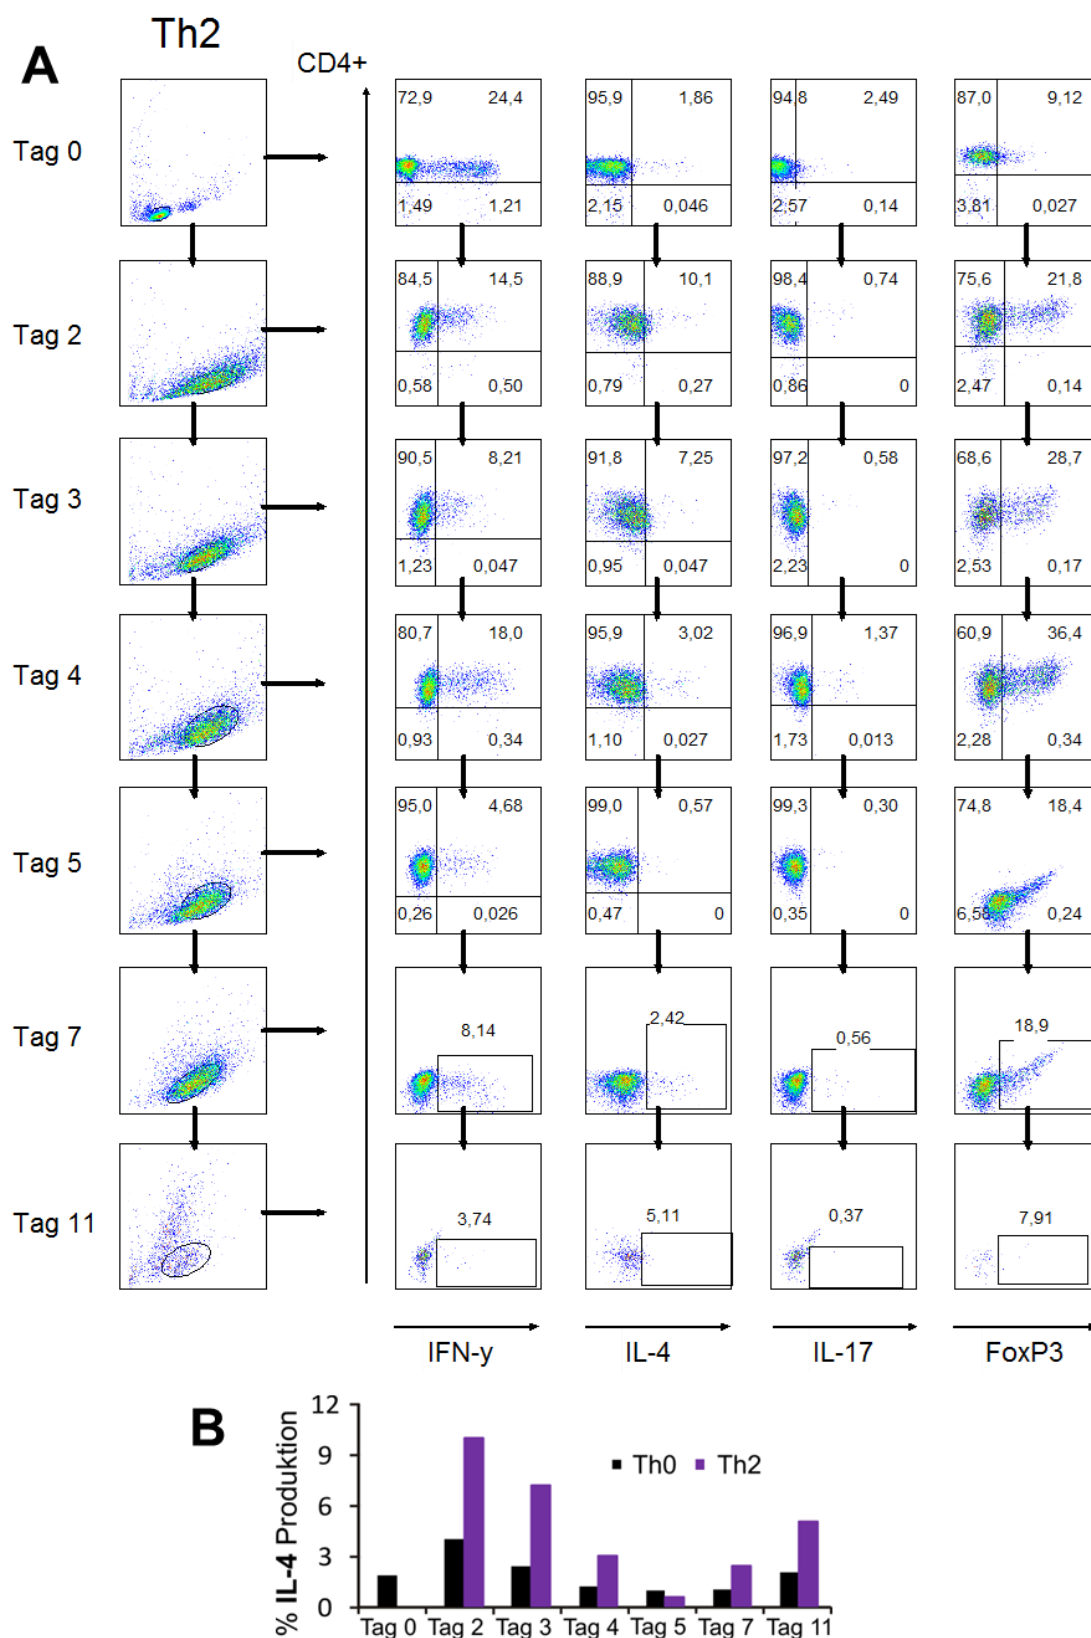 Th2
A
CD4+
Tag 0
72,9 24,4 95,9 1,86 94,8 2,49 87,0 9,12
1,49 1,21 2,15 0,046 2,57 0,14 3,81 0,027
Tag 2
84,5 14,5 88,9 10,1 98,4 0,74 75,6 21,8
0,58 0,50 0,79 0,27 0,86 0 2,47 0,14
Tag 3
90,5 8,21 91,8 7,25 97,2 0,58 68,6 28,7
1,23 0,047 0,95 0,047 2,23 0 2,53 0,17
Tag 4
80,7 18,0 95,9 3,02 96,9 1,37 60,9 36,4
0,93 0,34 1,10 0,027 1,73 0,013 2,28 0,34
Tag 5
95,0 4,68 99,0 0,57 99,3 0,30 74,8 18,4
0,26 0,026 0,47 0 0,35 0 0,24
Tag 7
8,14 2,42 0,56 18,9
Tag 11
3,74 5,11 0,37 7,91
IFN-y IL-4 IL-17 FoxP3
B
% IL-4 Produktion
12
9
6
3
0
Th0 Th2
Tag 0 Tag 2 Tag 3 Tag 4 Tag 5 Tag 7 Tag 11